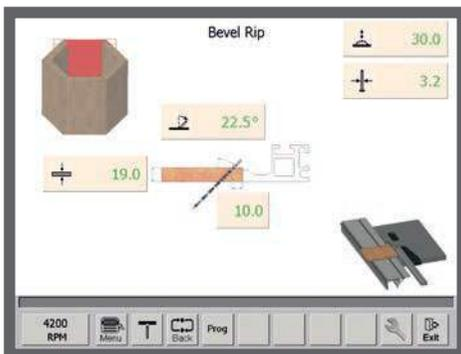 Bevel Rip
30.0
3.2
22.5°
19.0
10.0
4200
RPM
Menu
Back
Prog
Exit